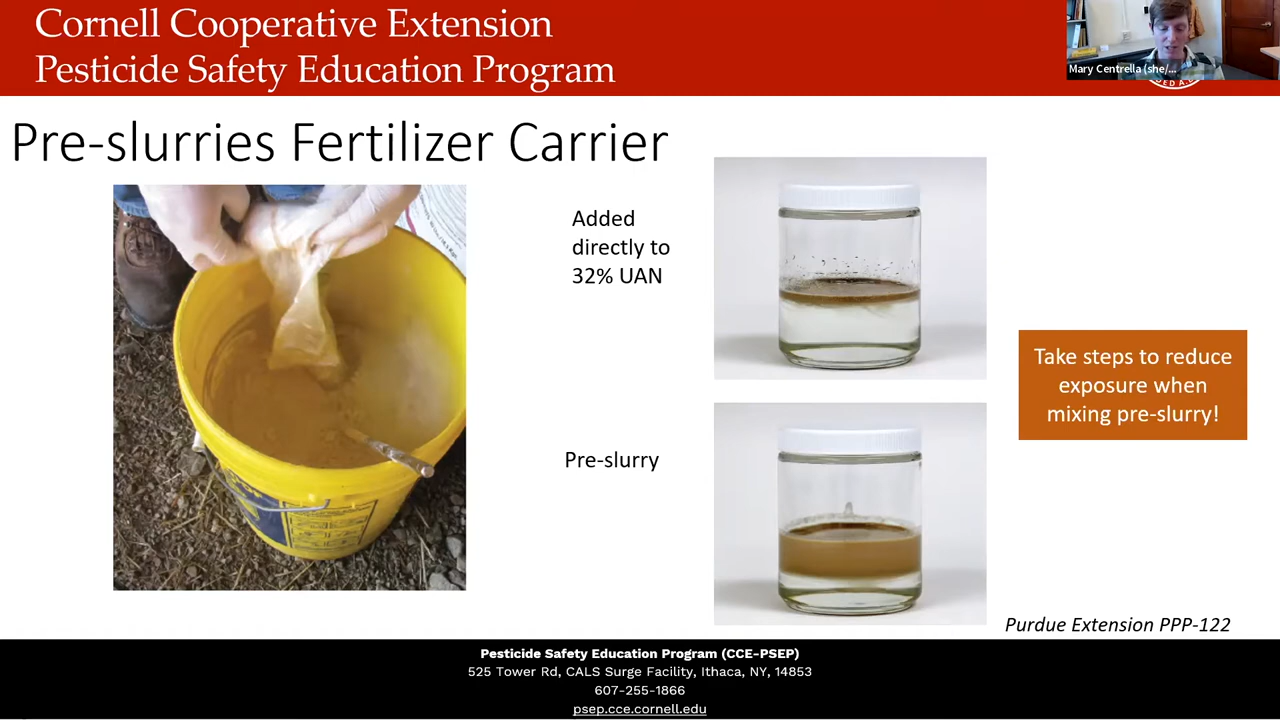 Cornell Cooperative Extension
Pesticide Safety Education Program
Mary Centrella (she/...
Pre-slurries Fertilizer Carrier
Added
directly to
32% UAN
Pre-slurry
Take steps to reduce
exposure when
mixing pre-slurry!
Purdue Extension PPP-122
Pesticide Safety Education Program (CCE-PSEP)
525 Tower Rd, CALS Surge Facility, Ithaca, NY, 14853
607-255-1866
psep.cce.cornell.edu